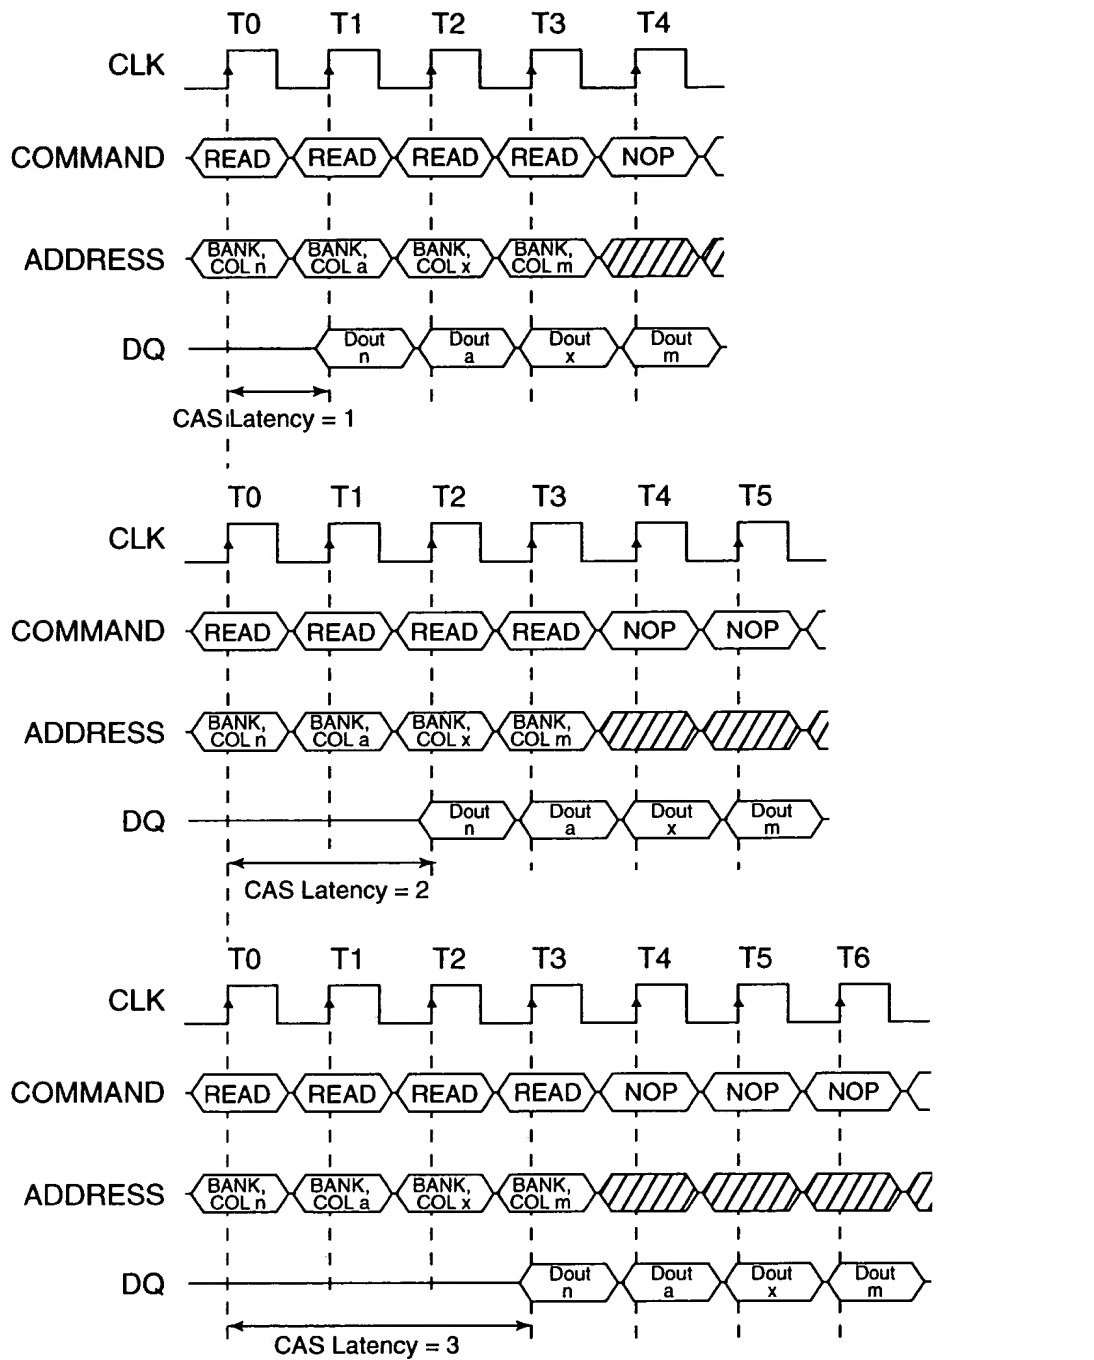 T0 T1 T2 T3 T4
CLK
COMMAND READ READ READ READ NOP
ADDRESS BANK, COL n BANK, COL a BANK, COL x BANK, COL m
DQ Dout n Dout a Dout x Dout m
CAS Latency = 1
T0 T1 T2 T3 T4 T5
CLK
COMMAND READ READ READ READ NOP NOP
ADDRESS BANK, COL n BANK, COL a BANK, COL x BANK, COL m
DQ Dout n Dout a Dout x Dout m
CAS Latency = 2
T0 T1 T2 T3 T4 T5 T6
CLK
COMMAND READ READ READ READ NOP NOP NOP
ADDRESS BANK, COL n BANK, COL a BANK, COL x BANK, COL m
DQ Dout n Dout a Dout x Dout m
CAS Latency = 3